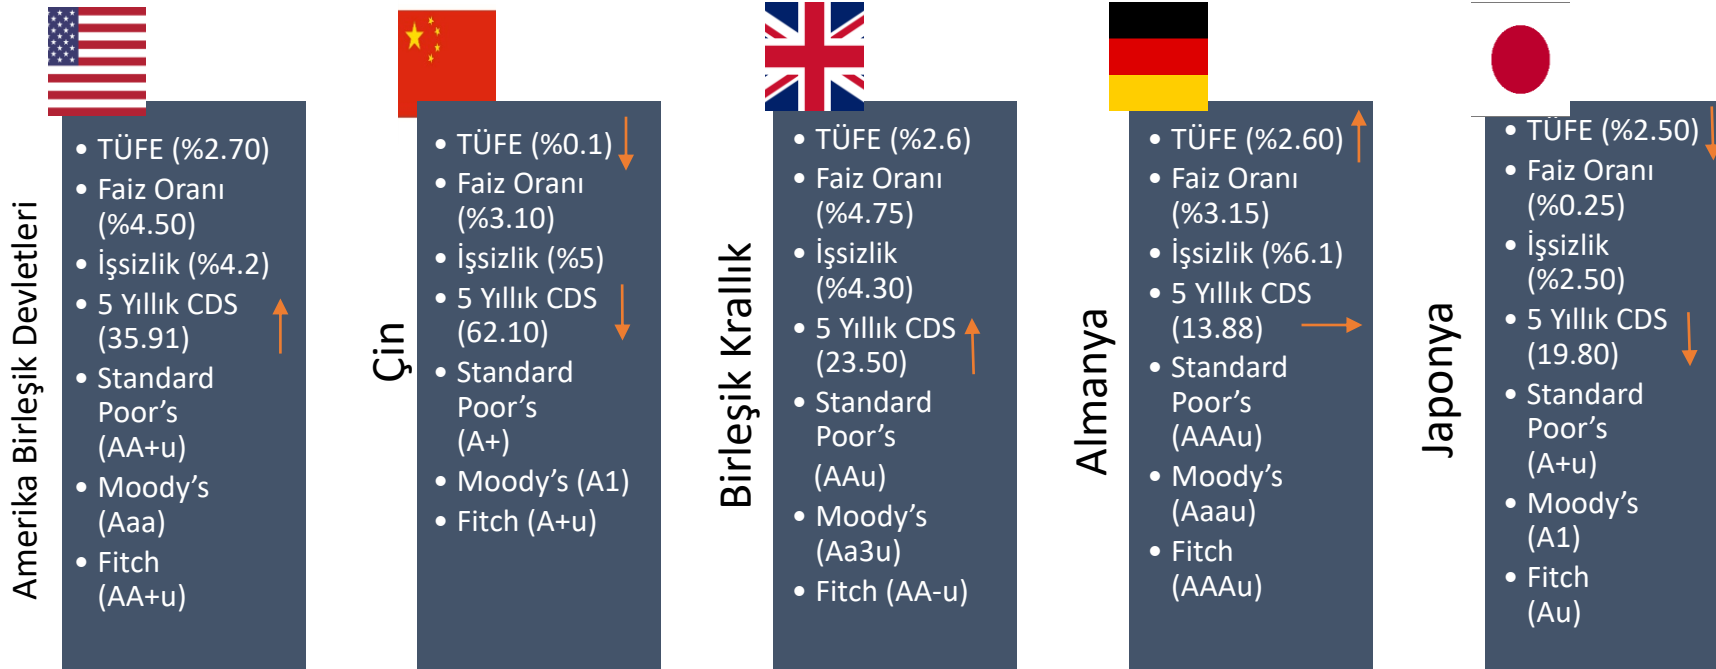 Amerika Birleşik Devletleri
• TÜFE (%2.70)
• Faiz Oranı
(%4.50)
• İşsizlik (%4.2)
• 5 Yıllık CDS
(35.91)
• Standard
Poor’s
(AA+u)
• Moody’s
(Aaa)
• Fitch
(AA+u)
Çin
• TÜFE (%0.1)
• Faiz Oranı
(%3.10)
• İşsizlik (%5)
• 5 Yıllık CDS
(62.10)
• Standard
Poor’s
(A+)
• Moody’s (A1)
• Fitch (A+u)
Birleşik Krallık
• TÜFE (%2.6)
• Faiz Oranı
(%4.75)
• İşsizlik
(%4.30)
• 5 Yıllık CDS
(23.50)
• Standard
Poor’s
(AAu)
• Moody’s
(Aa3u)
• Fitch (AA-u)
Almanya
• TÜFE (%2.60)
• Faiz Oranı
(%3.15)
• İşsizlik (%6.1)
• 5 Yıllık CDS
(13.88)
• Standard
Poor’s
(AAAu)
• Moody’s
(Aaau)
• Fitch
(AAAu)
Japonya
• TÜFE (%2.50)
• Faiz Oranı
(%0.25)
• İşsizlik
(%2.50)
• 5 Yıllık CDS
(19.80)
• Standard
Poor’s
(A+u)
• Moody’s
(A1)
• Fitch
(Au)